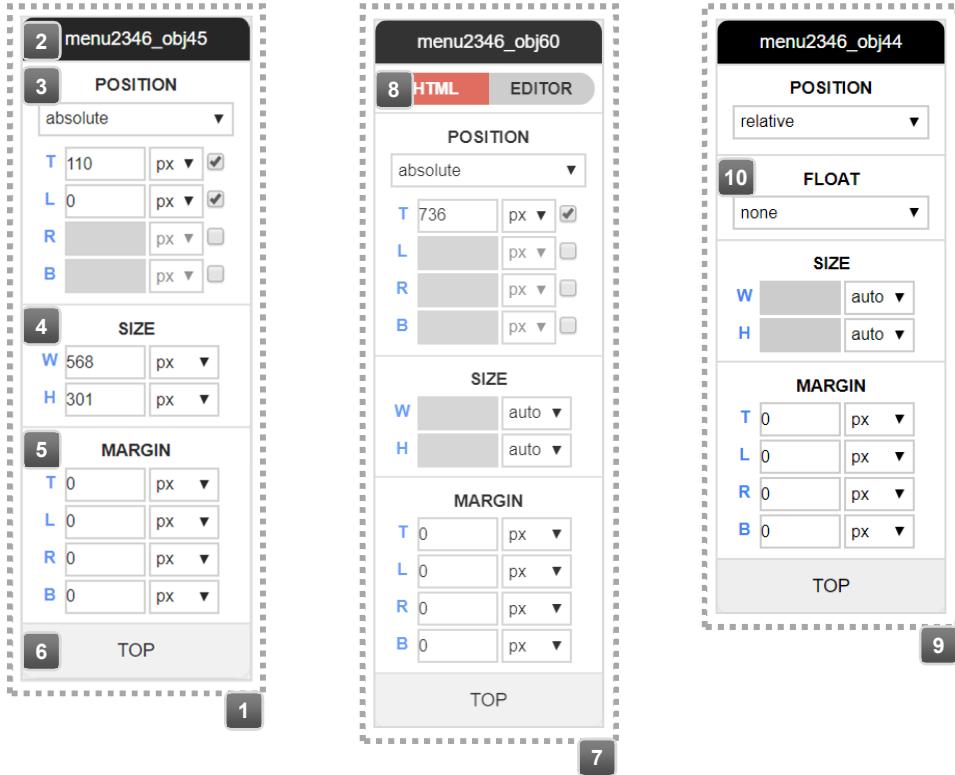 2 menu2346_obj45
3 POSITION
absolute ▼
T 110 px ▼
L 0 px ▼
R px ▼
B px ▼
4 SIZE
W 568 px ▼
H 301 px ▼
5 MARGIN
T 0 px ▼
L 0 px ▼
R 0 px ▼
B 0 px ▼
6 TOP
1
menu2346_obj60
8 HTML EDITOR
POSITION
absolute ▼
T 736 px ▼
L px ▼
R px ▼
B px ▼
SIZE
W auto ▼
H auto ▼
MARGIN
T 0 px ▼
L 0 px ▼
R 0 px ▼
B 0 px ▼
TOP
7
menu2346_obj44
POSITION
relative ▼
10 FLOAT
none ▼
SIZE
W auto ▼
H auto ▼
MARGIN
T 0 px ▼
L 0 px ▼
R 0 px ▼
B 0 px ▼
TOP
9